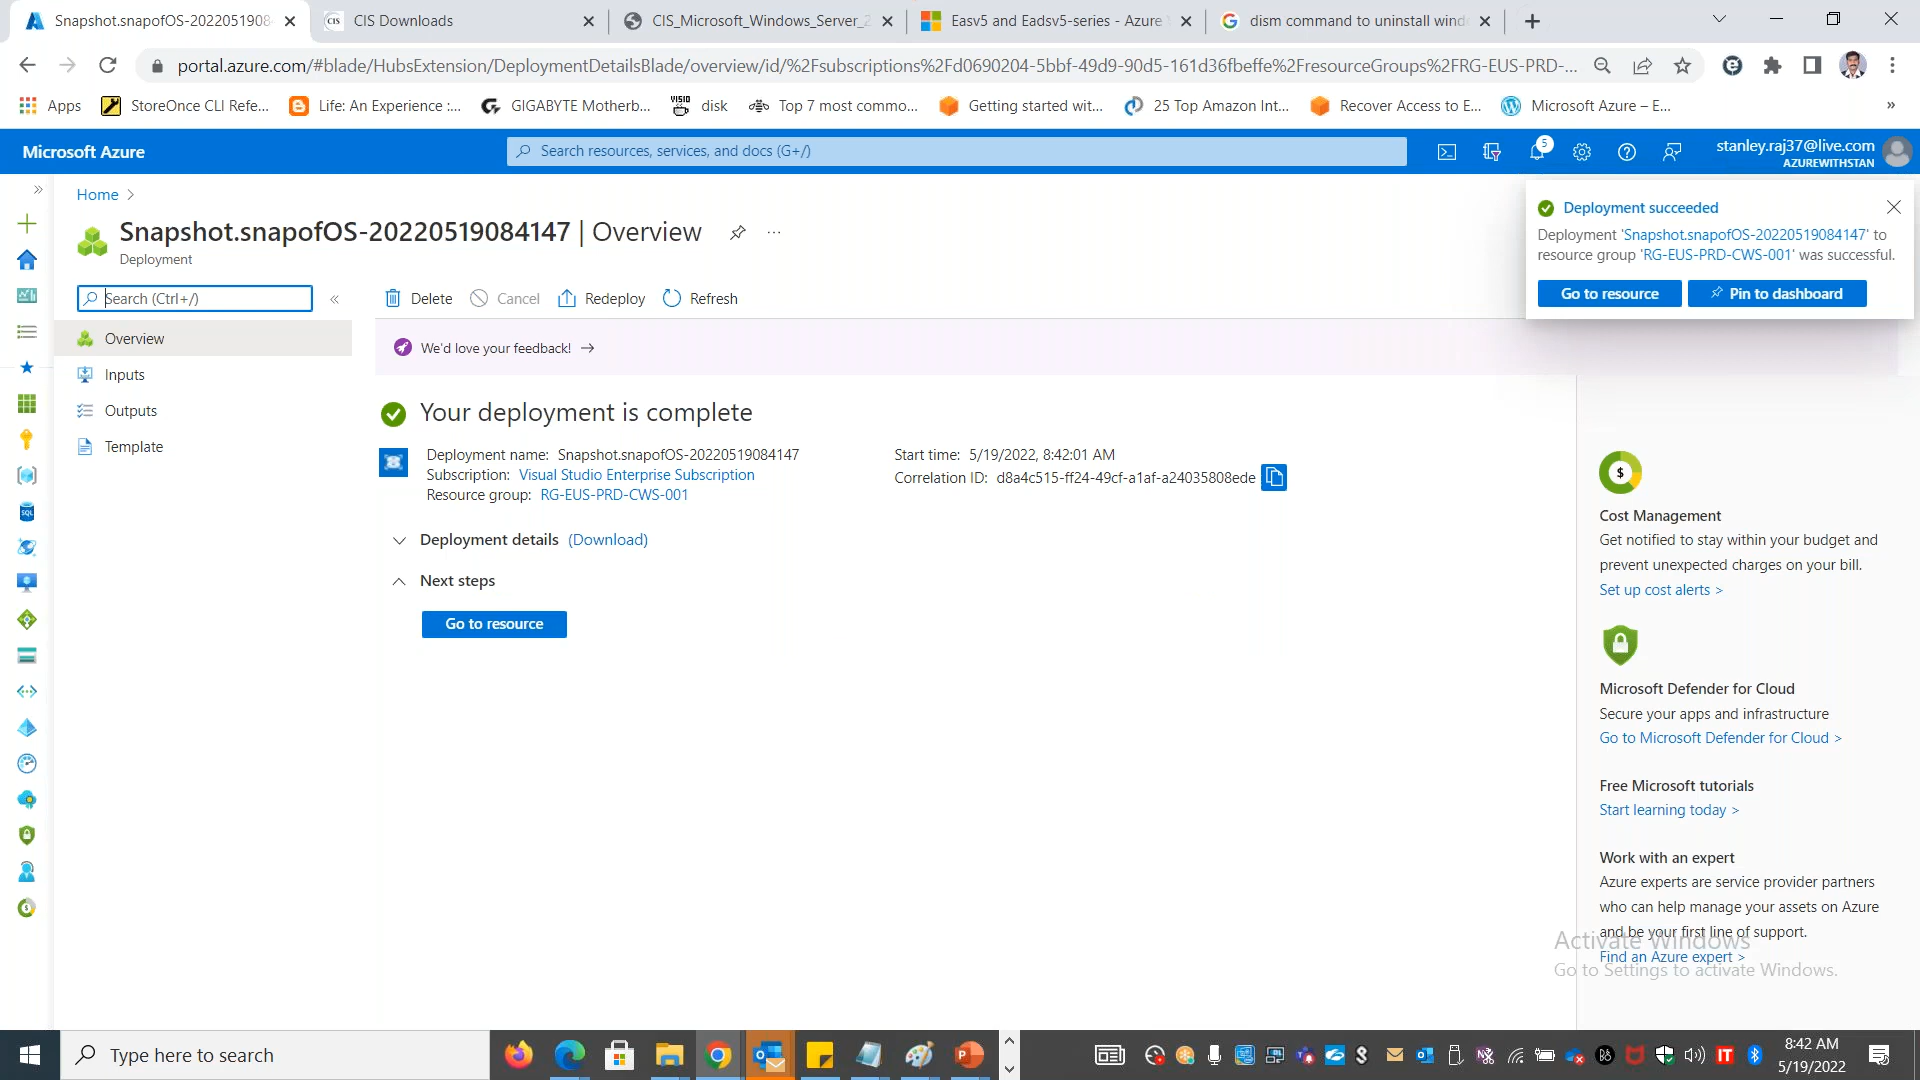 Snapshot.snapofOS-2022051908
CIS Downloads
CIS_Microsoft_Windows_Server_2
Easv5 and Eadsv5-series - Azure
dism command to uninstall wind
portal.azure.com/#blade/HubsExtension/DeploymentDetailsBlade/overview/id/%2Fsubscriptions%2Fd0690204-5bbf-49d9-90d5-161d36fbeffe%2FresourceGroups%2FRG-EUS-PRD-...
Apps
StoreOnce CLI Refe...
Life: An Experience :...
GIGABYTE Motherb...
disk
Top 7 most commo...
Getting started wit...
25 Top Amazon Int...
Recover Access to E...
Microsoft Azure – E...
»
Microsoft Azure
Search resources, services, and docs (G+/)
5
stanley.raj37@live.com
AZUREWITHSTAN
Home >
Snapshot.snapofOS-20220519084147 | Overview
Deployment
Search (Ctrl+/)
Delete
Cancel
Redeploy
Refresh
Deployment succeeded
Deployment 'Snapshot.snapofOS-20220519084147' to
resource group 'RG-EUS-PRD-CWS-001' was successful.
Go to resource
Pin to dashboard
Overview
Inputs
Outputs
Template
We'd love your feedback! →
Your deployment is complete
Deployment name: Snapshot.snapofOS-20220519084147
Subscription: Visual Studio Enterprise Subscription
Resource group: RG-EUS-PRD-CWS-001
Start time: 5/19/2022, 8:42:01 AM
Correlation ID: d8a4c515-ff24-49cf-a1af-a24035808ede
Deployment details (Download)
Next steps
Go to resource
Cost Management
Get notified to stay within your budget and
prevent unexpected charges on your bill.
Set up cost alerts >
Microsoft Defender for Cloud
Secure your apps and infrastructure
Go to Microsoft Defender for Cloud >
Free Microsoft tutorials
Start learning today >
Work with an expert
Azure experts are service provider partners
who can help manage your assets on Azure
and be your first line of support.
Find an Azure expert >
Activate Windows
Go to Settings to activate Windows.
Type here to search
8:42 AM
5/19/2022